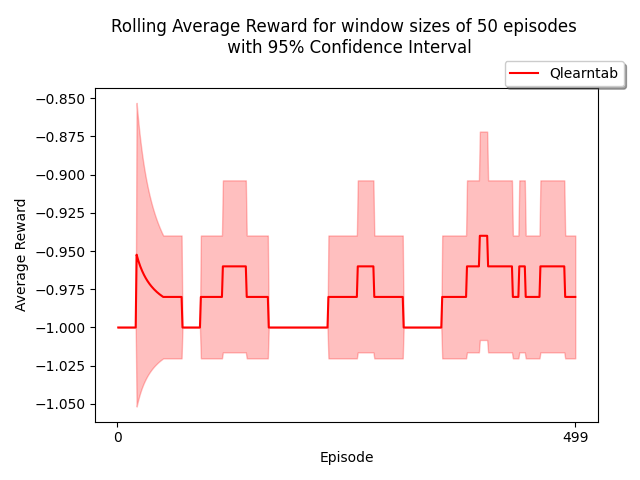 Rolling Average Reward for window sizes of 50 episodes
with 95% Confidence Interval
Qlearntab
−0.850
−0.875
−0.900
−0.925
−0.950
−0.975
−1.000
−1.025
−1.050
Average Reward
0
499
Episode